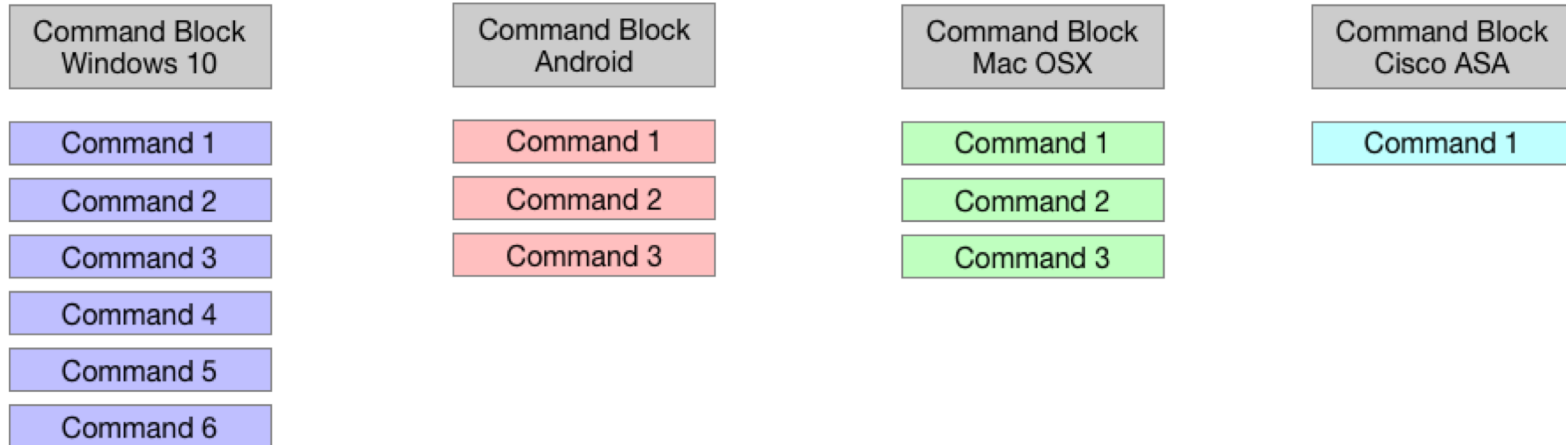 Command Block
Windows 10
Command 1
Command 2
Command 3
Command 4
Command 5
Command 6
Command Block
Android
Command 1
Command 2
Command 3
Command Block
Mac OSX
Command 1
Command 2
Command 3
Command Block
Cisco ASA
Command 1